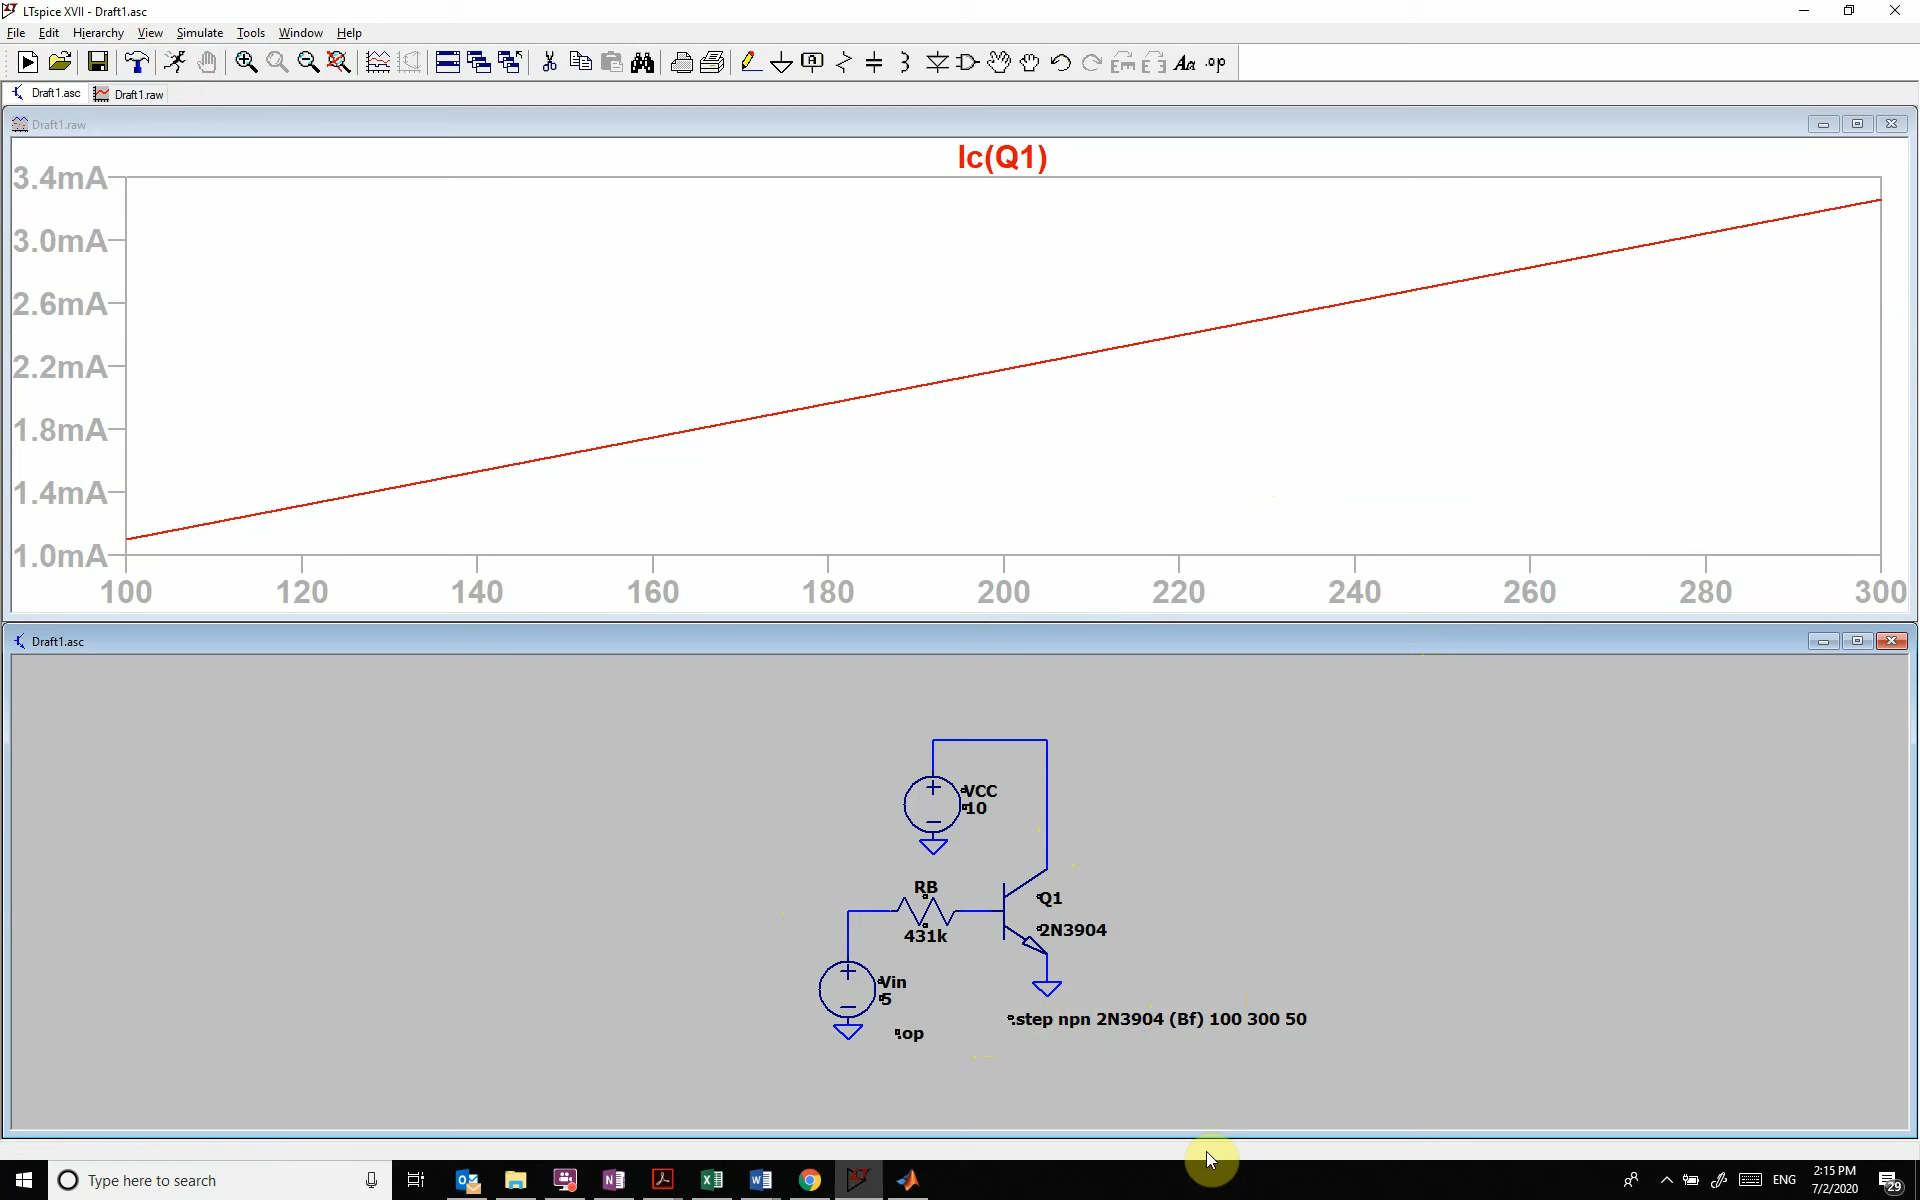 LTspice XVII - Draft1.asc
File Edit Hierarchy View Simulate Tools Window Help
.op
Draft1.asc Draft1.raw
Draft1.raw
Ic(Q1)
3.4mA
3.0mA
2.6mA
2.2mA
1.8mA
1.4mA
1.0mA
100 120 140 160 180 200 220 240 260 280 300
Draft1.asc
VCC
10
RB
431k
Q1
2N3904
Vin
5
.op
.step npn 2N3904 (Bf) 100 300 50
Type here to search
ENG
2:15 PM
7/2/2020
29